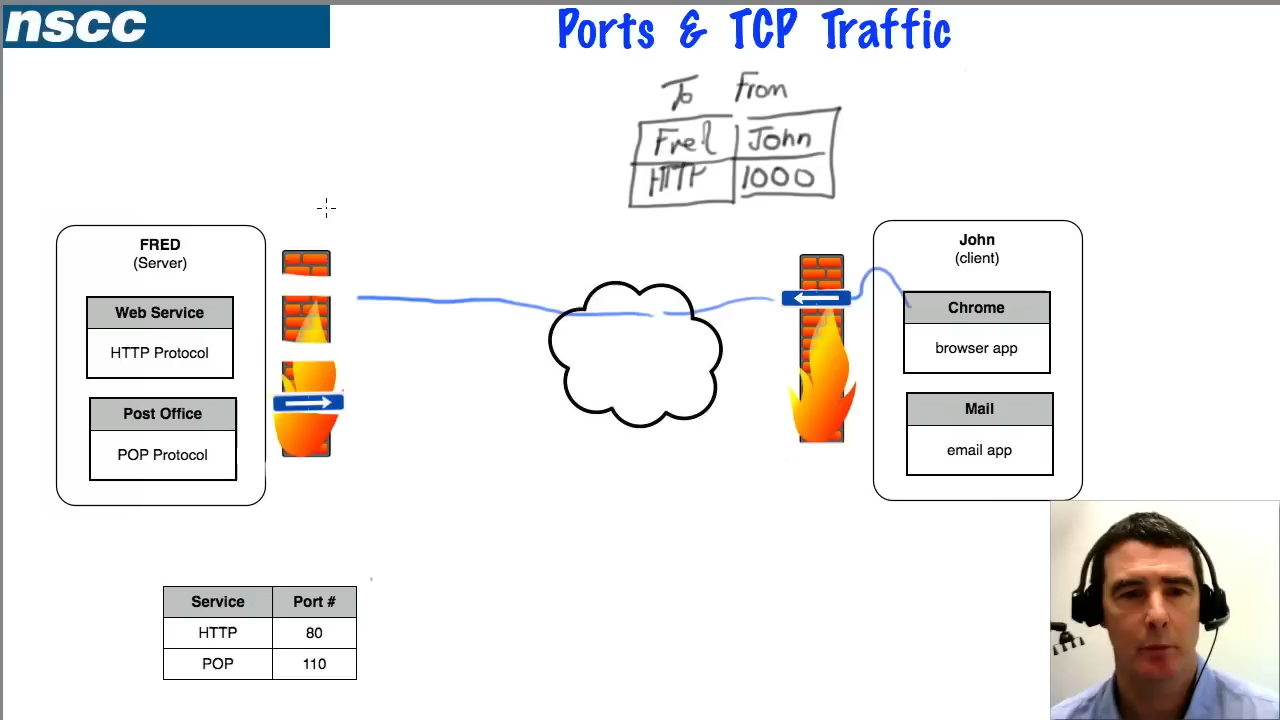 nscc
Ports & TCP Traffic
To From
Fred John
HTTP 1000
FRED
(Server)
Web Service
HTTP Protocol
Post Office
POP Protocol
John
(client)
Chrome
browser app
Mail
email app
Service Port #
HTTP 80
POP 110